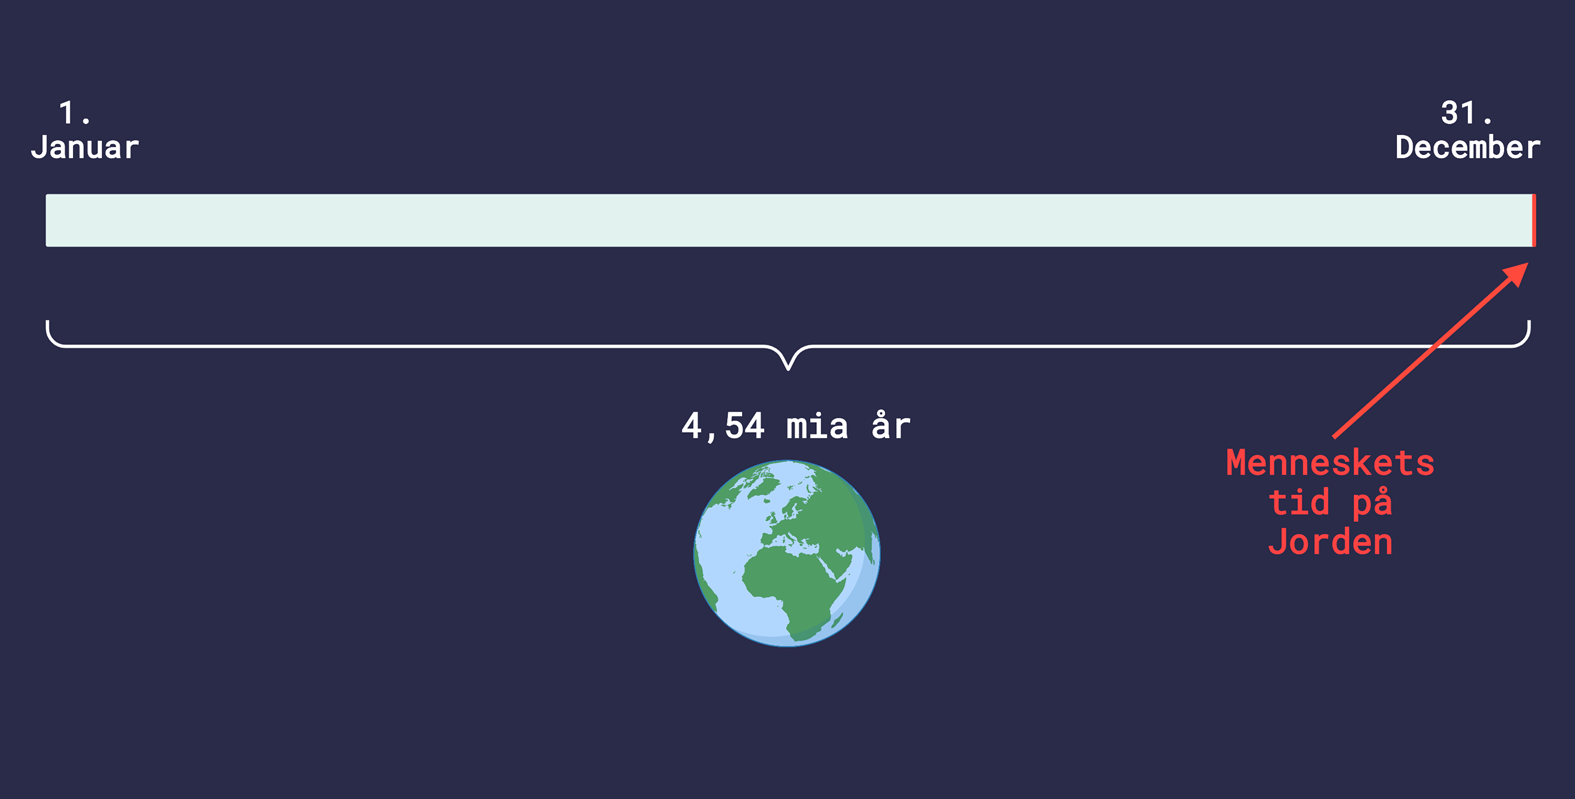 1.
Januar
31.
December
4,54 mia år
Menneskets
tid på
Jorden